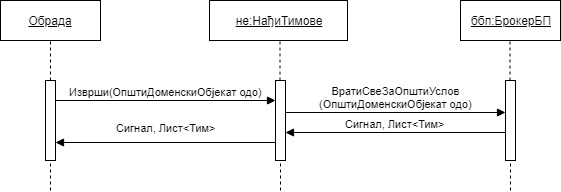 Обрада
не:НађиТимове
ббп:БрокерБП
Изврши(ОпштиДоменскиОбјекат одо)
ВратиСвеЗаОпштиУслов
(ОпштиДоменскиОбјекат одо)
Сигнал, Лист<Тим>
Сигнал, Лист<Тим>